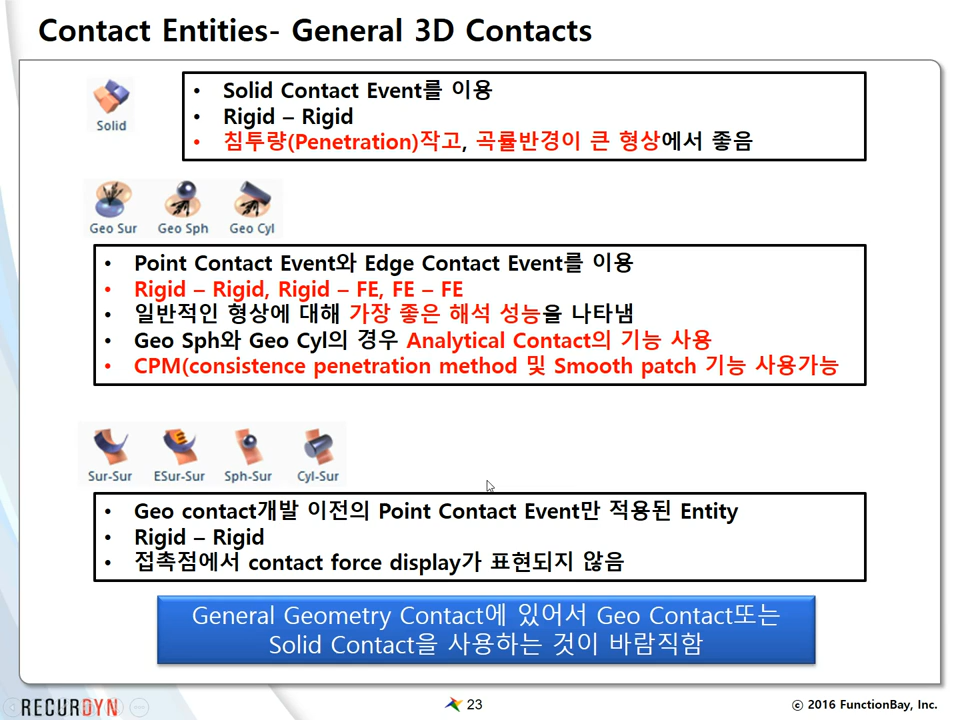 Contact Entities- General 3D Contacts
Solid
• Solid Contact Event를 이용
• Rigid – Rigid
• 침투량(Penetration)작고, 곡률반경이 큰 형상에서 좋음
Geo Sur Geo Sph Geo Cyl
• Point Contact Event와 Edge Contact Event를 이용
• Rigid – Rigid, Rigid – FE, FE – FE
• 일반적인 형상에 대해 가장 좋은 해석 성능을 나타냄
• Geo Sph와 Geo Cyl의 경우 Analytical Contact의 기능 사용
• CPM(consistence penetration method 및 Smooth patch 기능 사용가능
Sur-Sur ESur-Sur Sph-Sur Cyl-Sur
• Geo contact개발 이전의 Point Contact Event만 적용된 Entity
• Rigid – Rigid
• 접촉점에서 contact force display가 표현되지 않음
General Geometry Contact에 있어서 Geo Contact또는
Solid Contact을 사용하는 것이 바람직함
RECURDYN 23 © 2016 FunctionBay, Inc.